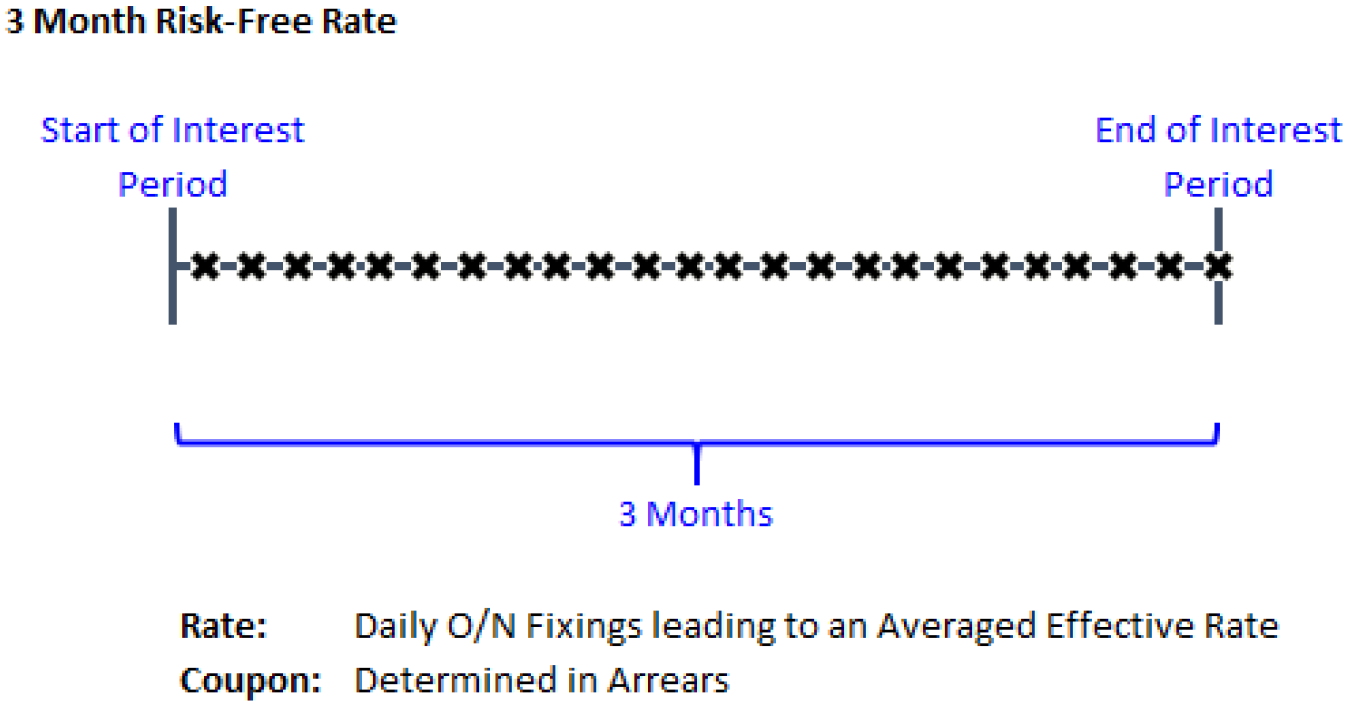 3 Month Risk-Free Rate
Start of Interest
Period
End of Interest
Period
3 Months
Rate: Daily O/N Fixings leading to an Averaged Effective Rate
Coupon: Determined in Arrears